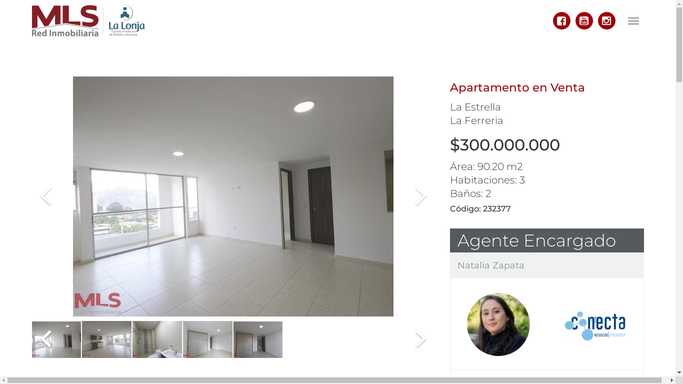 MLS
Red Inmobiliaria
La Lonja
Apartamento en Venta
La Estrella
La Ferreria
$300.000.000
Área: 90.20 m2
Habitaciones: 3
Baños: 2
Código: 232377
Agente Encargado
Natalia Zapata
MLS
conecta